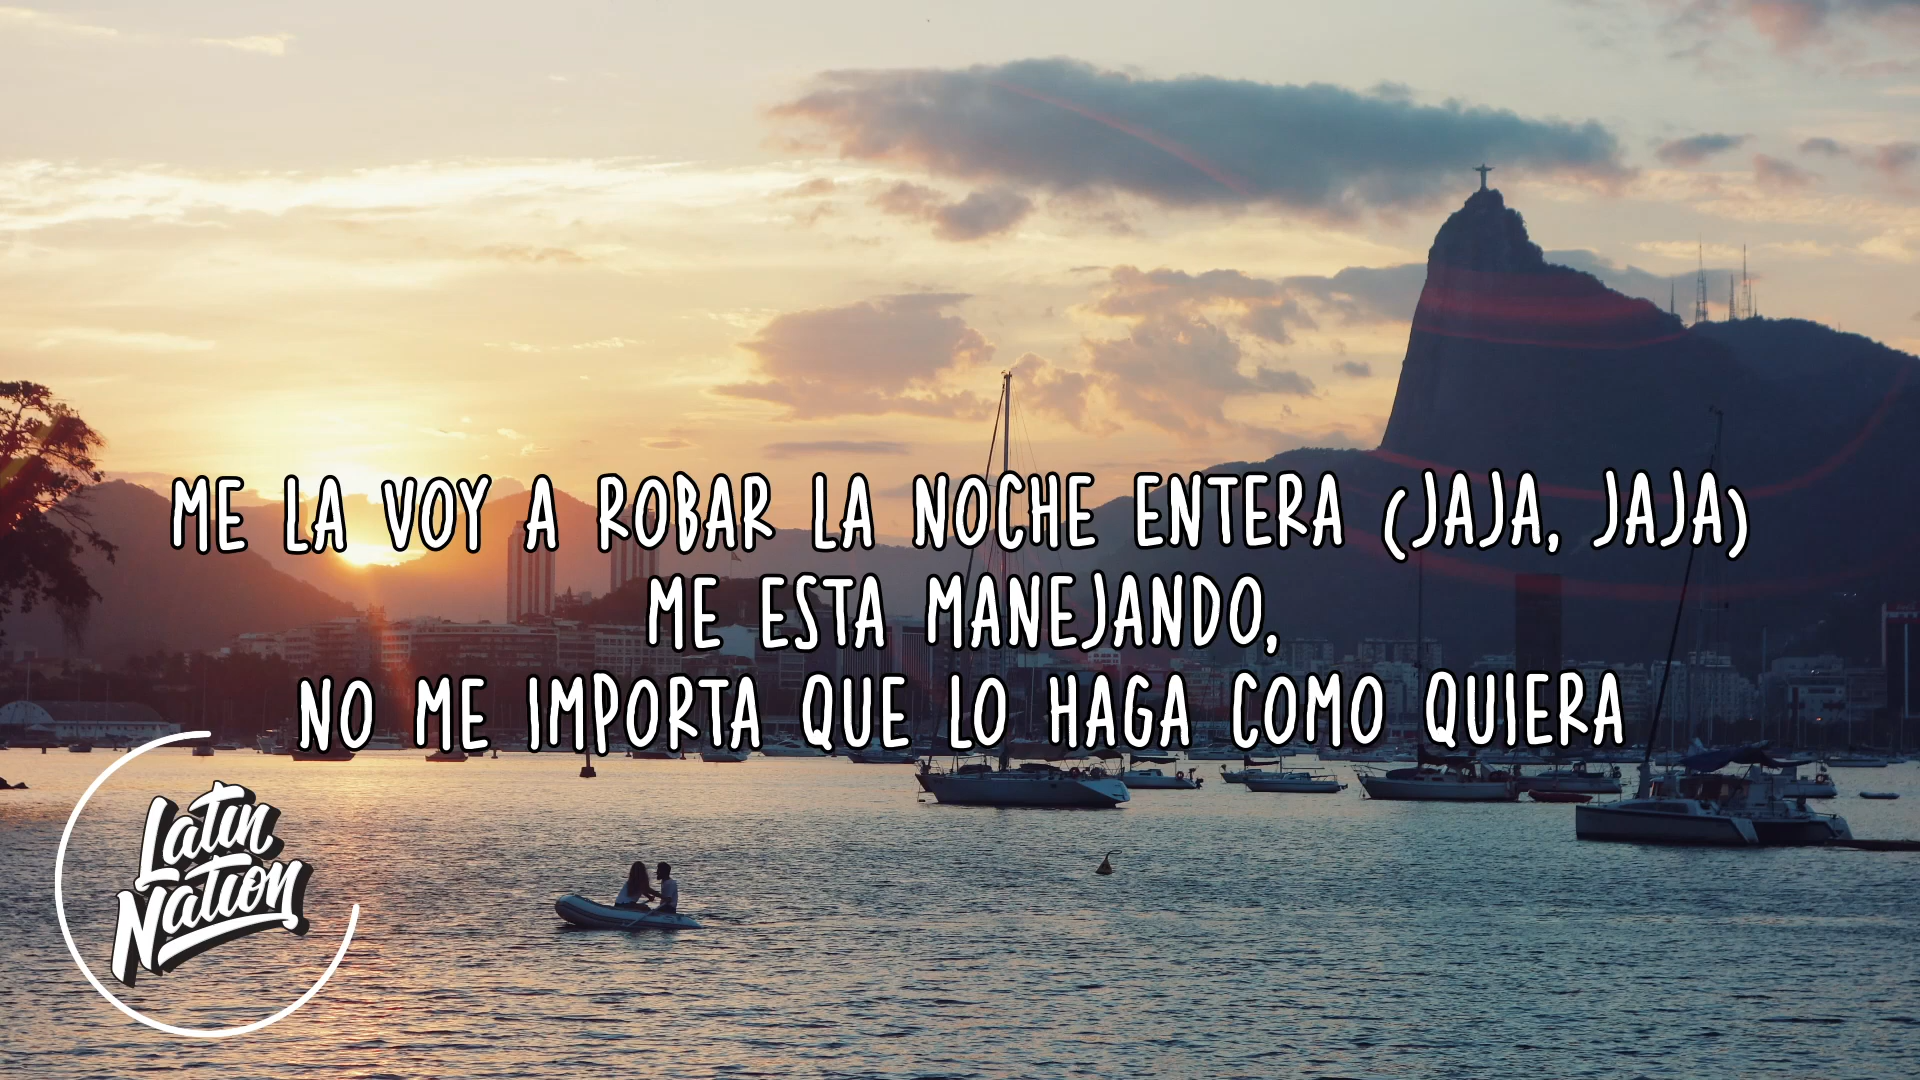 ME LA VOY A ROBAR LA NOCHE ENTERA (JAJA, JAJA)
ME ESTA MANEJANDO,
NO ME IMPORTA QUE LO HAGA COMO QUIERA
Latin
Nation